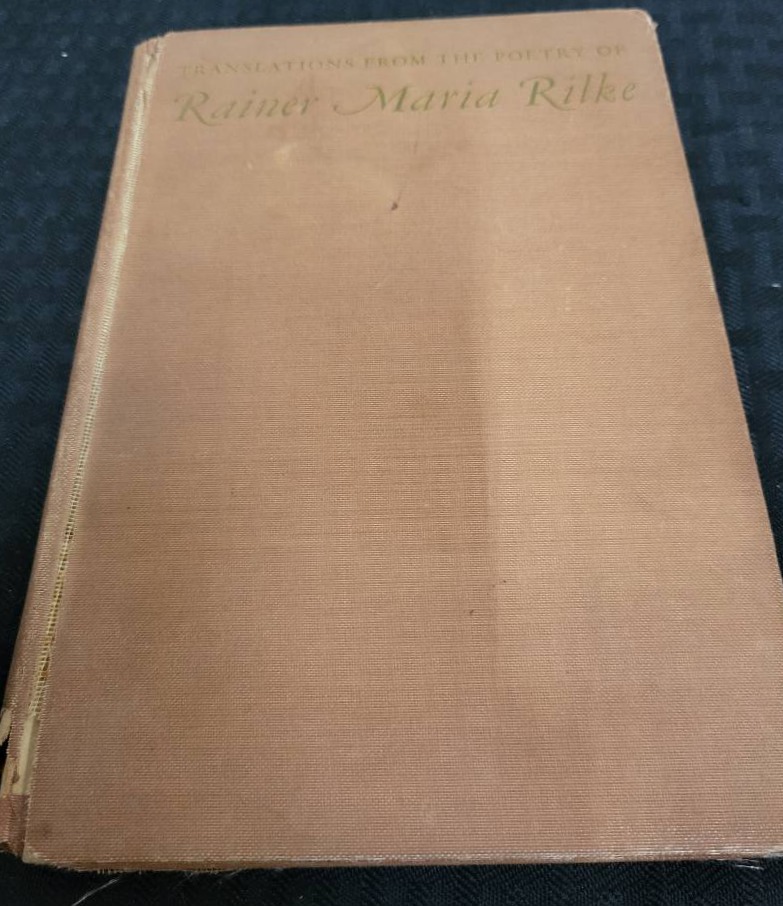 TRANSLATIONS FROM THE POETRY OF
Rainer Maria Rilke